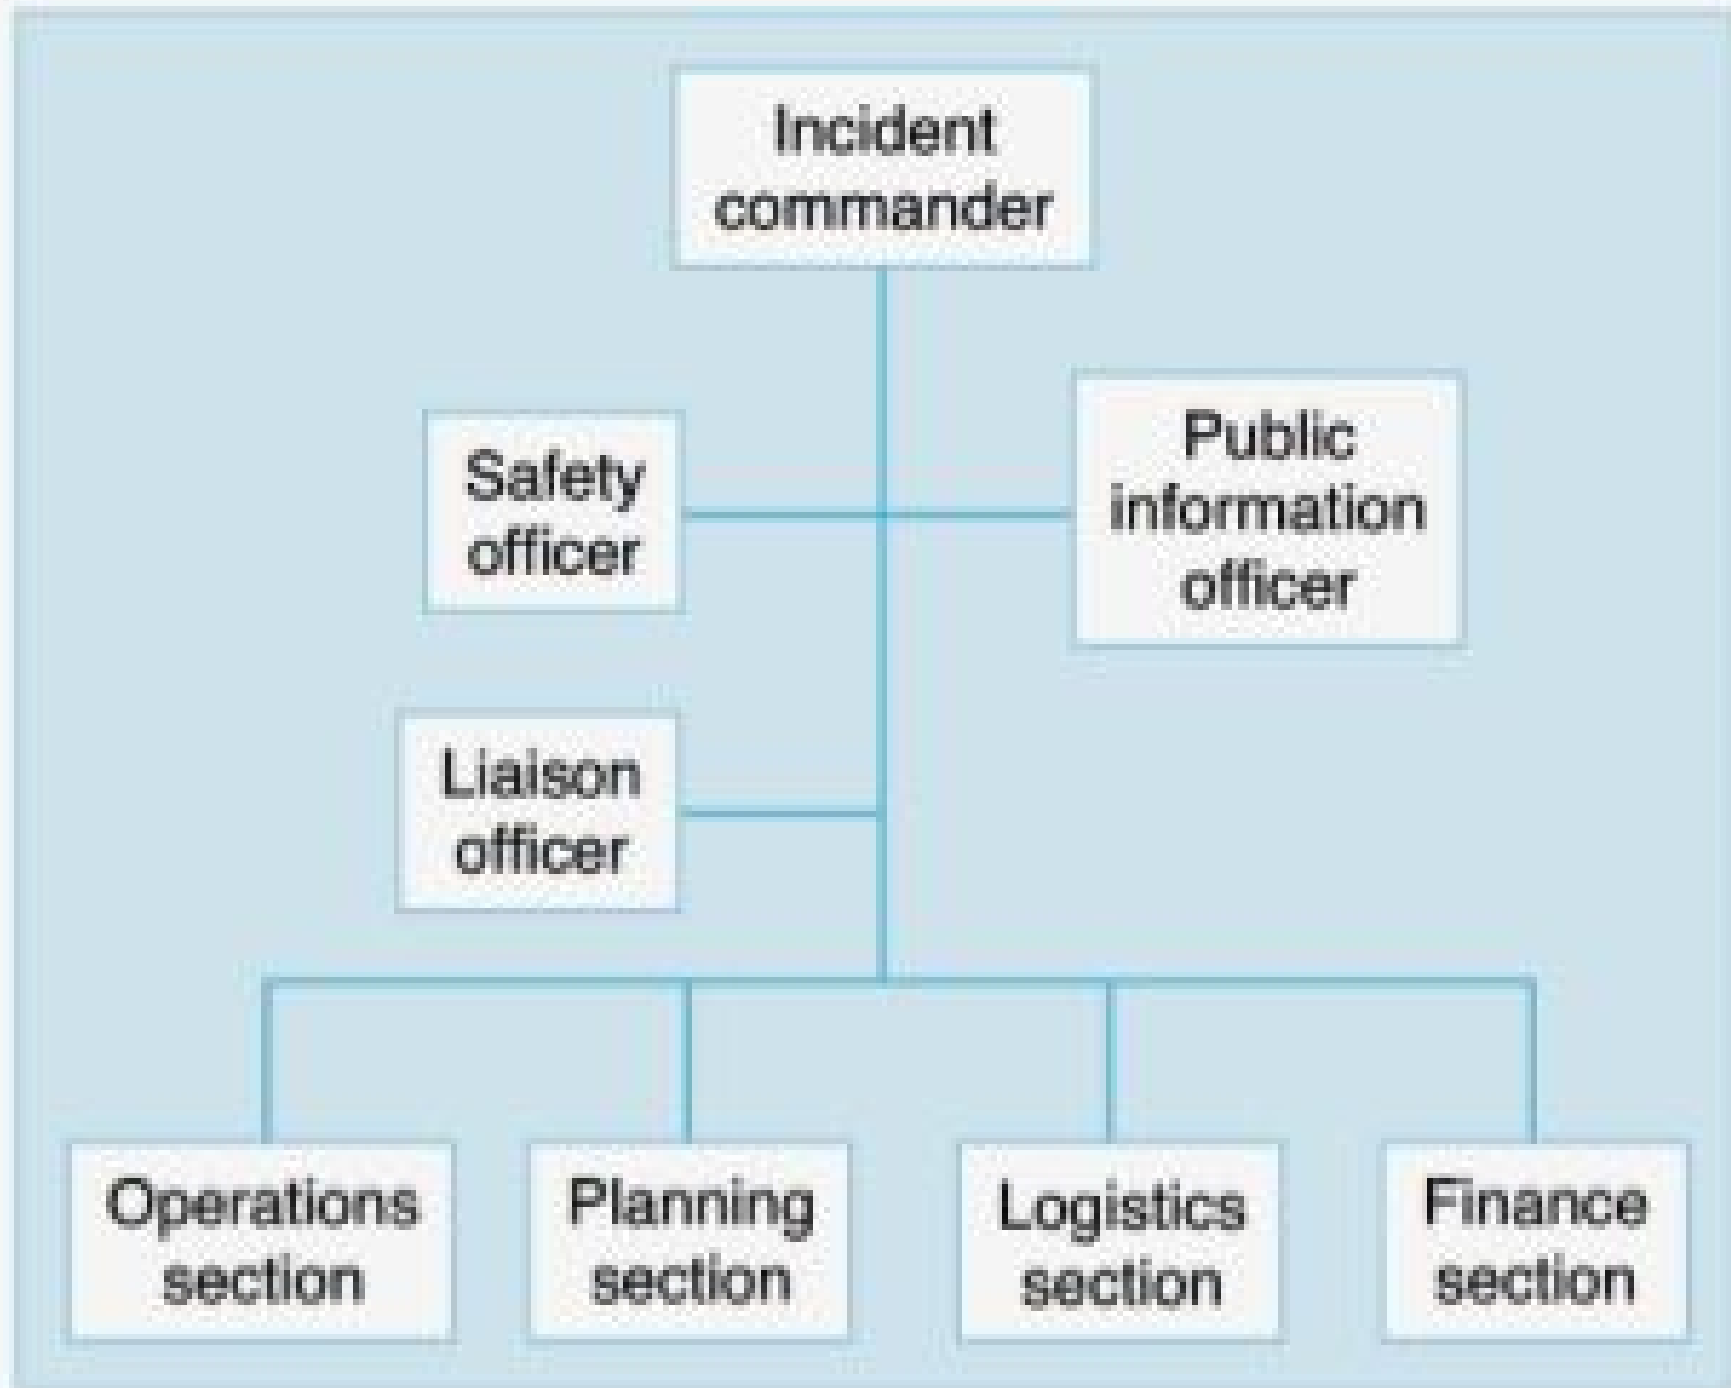 Incident
commander
Safety
officer
Public
information
officer
Liaison
officer
Operations
section
Planning
section
Logistics
section
Finance
section